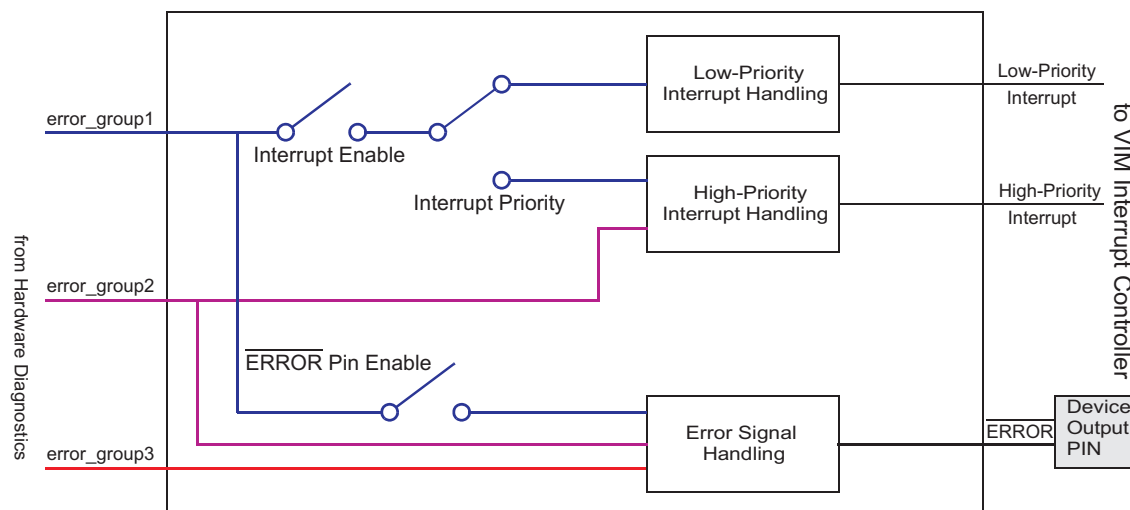 error_group1
Interrupt Enable
Low-Priority
Interrupt Handling
Low-Priority
Interrupt
Interrupt Priority
High-Priority
Interrupt Handling
High-Priority
Interrupt
to VIM Interrupt Controller
from Hardware Diagnostics
error_group2
ERROR Pin Enable
error_group3
Error Signal
Handling
ERROR
Device
Output
PIN